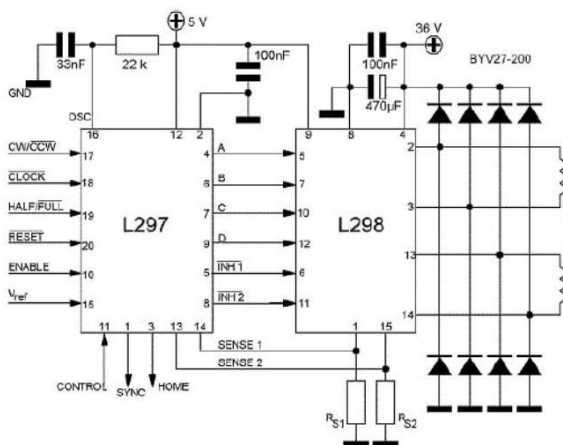 5 V
36 V
33nF
22 k
100nF
100nF
470µF
BYV27-200
GND
OSC
16
12
2
9
8
4
CW/CCW
17
4
A
5
2
CLOCK
18
6
B
7
HALF/FULL
19
L297
7
C
10
L298
3
RESET
20
9
D
12
13
ENABLE
10
5
INH 1
6
Vref
15
8
INH 2
11
14
11
1
3
13
14
SENSE 1
1
15
SENSE 2
CONTROL
SYNC
HOME
RS1
RS2